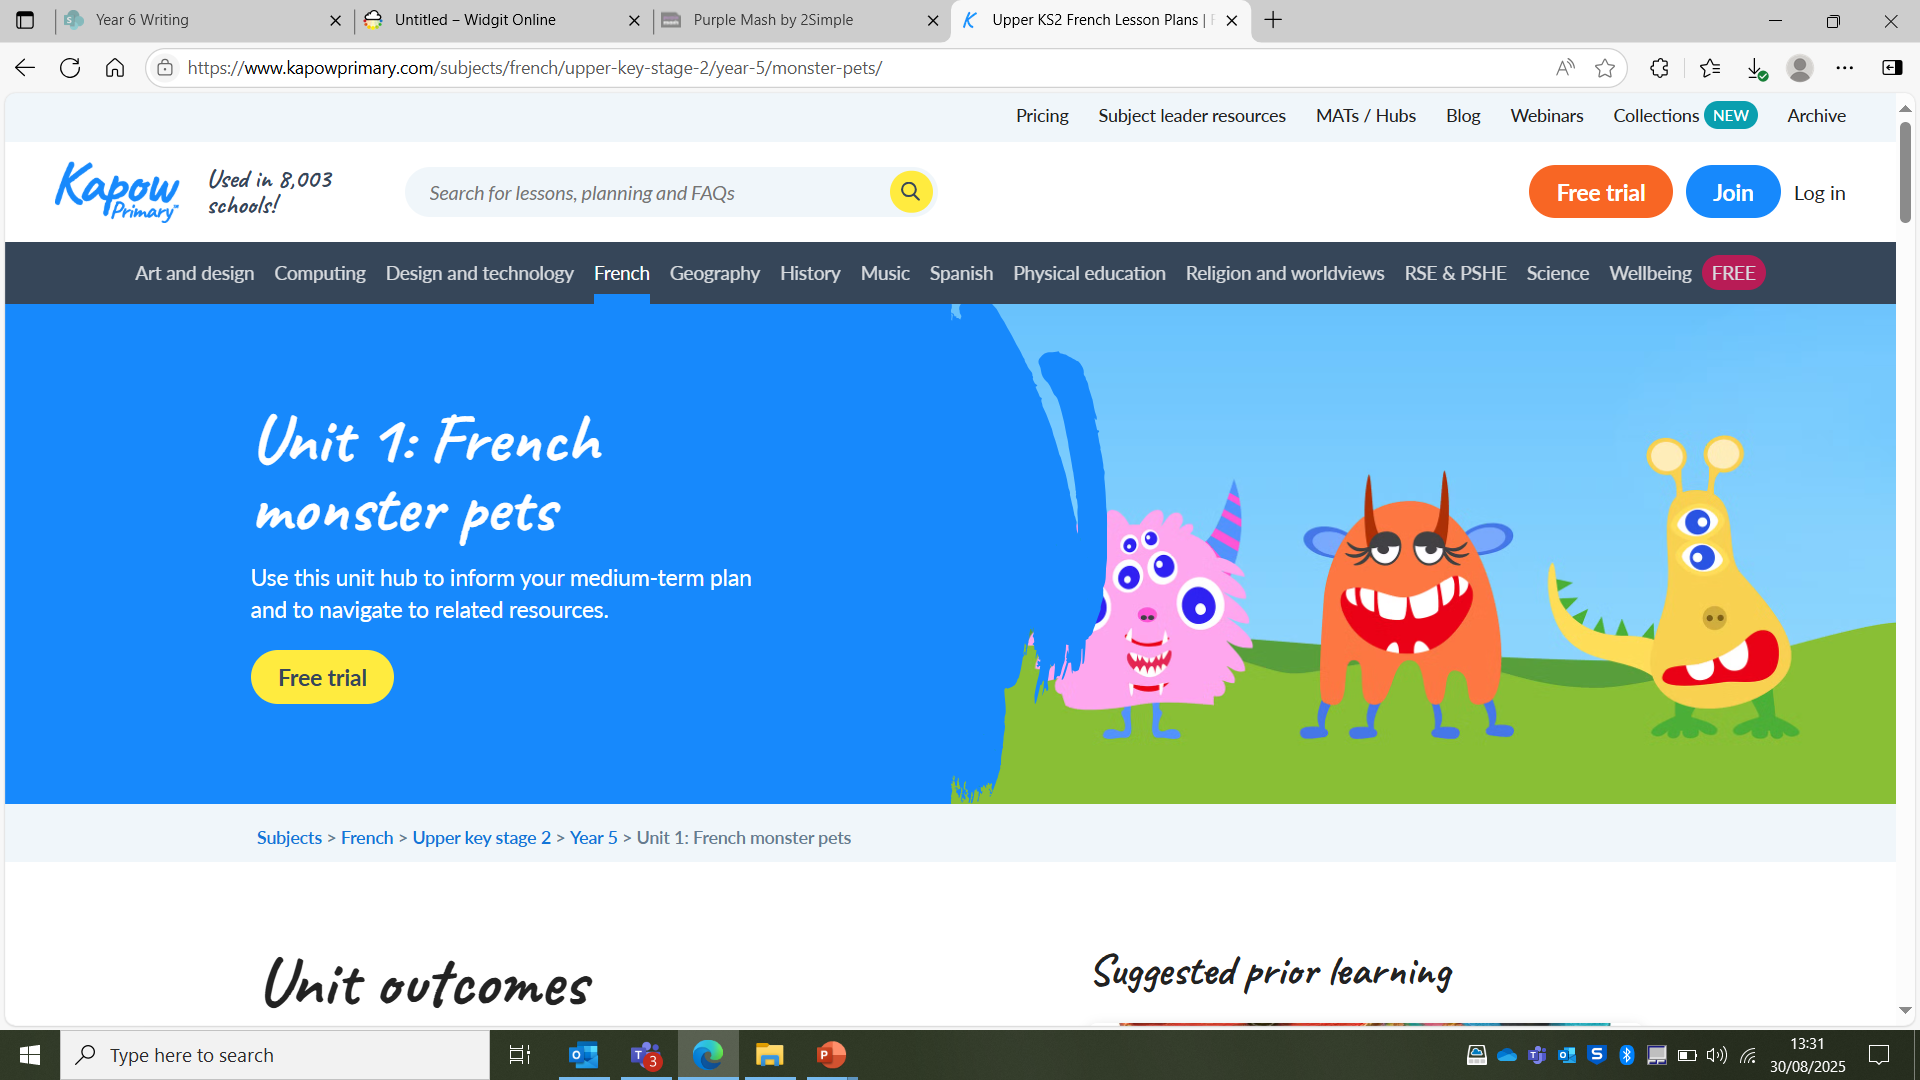 Year 6 Writing
Untitled – Widgit Online
Purple Mash by 2Simple
Upper KS2 French Lesson Plans |
https://www.kapowprimary.com/subjects/french/upper-key-stage-2/year-5/monster-pets/
Pricing Subject leader resources MATs / Hubs Blog Webinars Collections NEW Archive
Kapow
Primary™
Used in 8,003
schools!
Search for lessons, planning and FAQs
Free trial
Join
Log in
Art and design Computing Design and technology French Geography History Music Spanish Physical education Religion and worldviews RSE & PSHE Science Wellbeing FREE
Unit 1: French
monster pets
Use this unit hub to inform your medium-term plan
and to navigate to related resources.
Free trial
Subjects > French > Upper key stage 2 > Year 5 > Unit 1: French monster pets
Unit outcomes
Suggested prior learning
Type here to search
3
13:31
30/08/2025